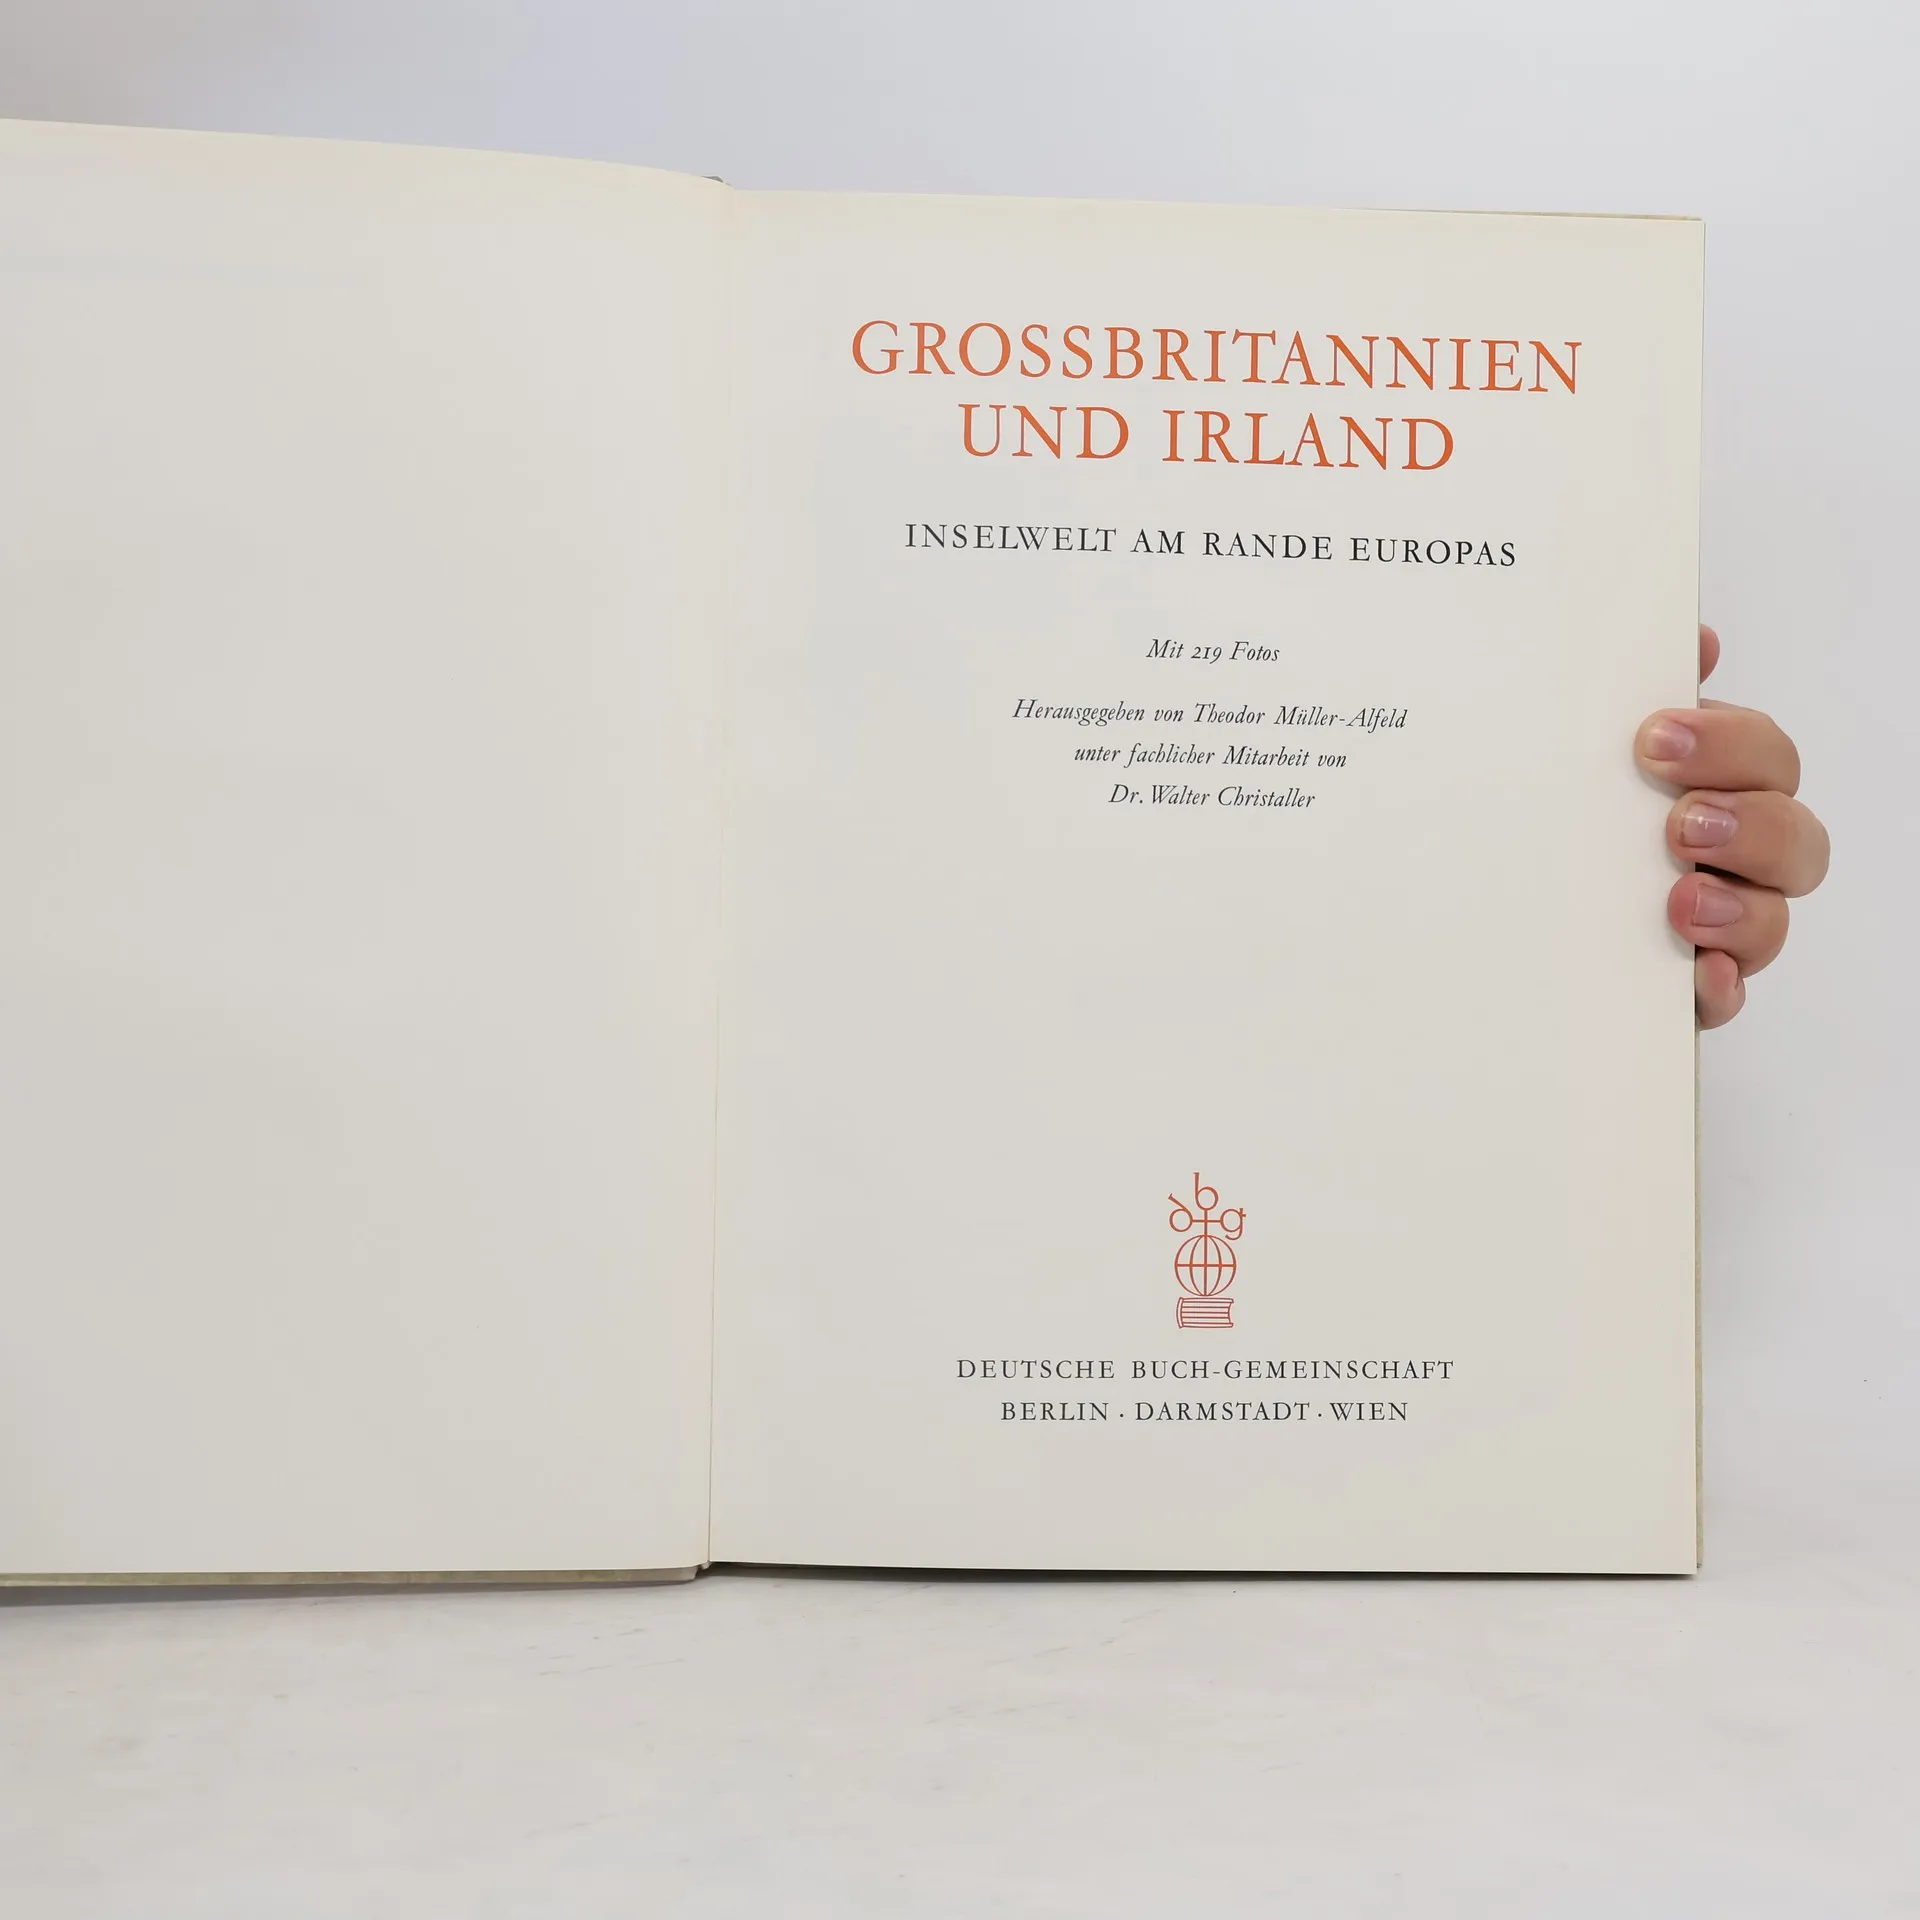 GROSSBRITANNIEN
UND IRLAND
INSELWELT AM RANDE EUROPAS
Mit 219 Fotos
Herausgegeben von Theodor Müller-Alfeld
unter fachlicher Mitarbeit von
Dr. Walter Christaller
dbg
DEUTSCHE BUCH-GEMEINSCHAFT
BERLIN · DARMSTADT · WIEN